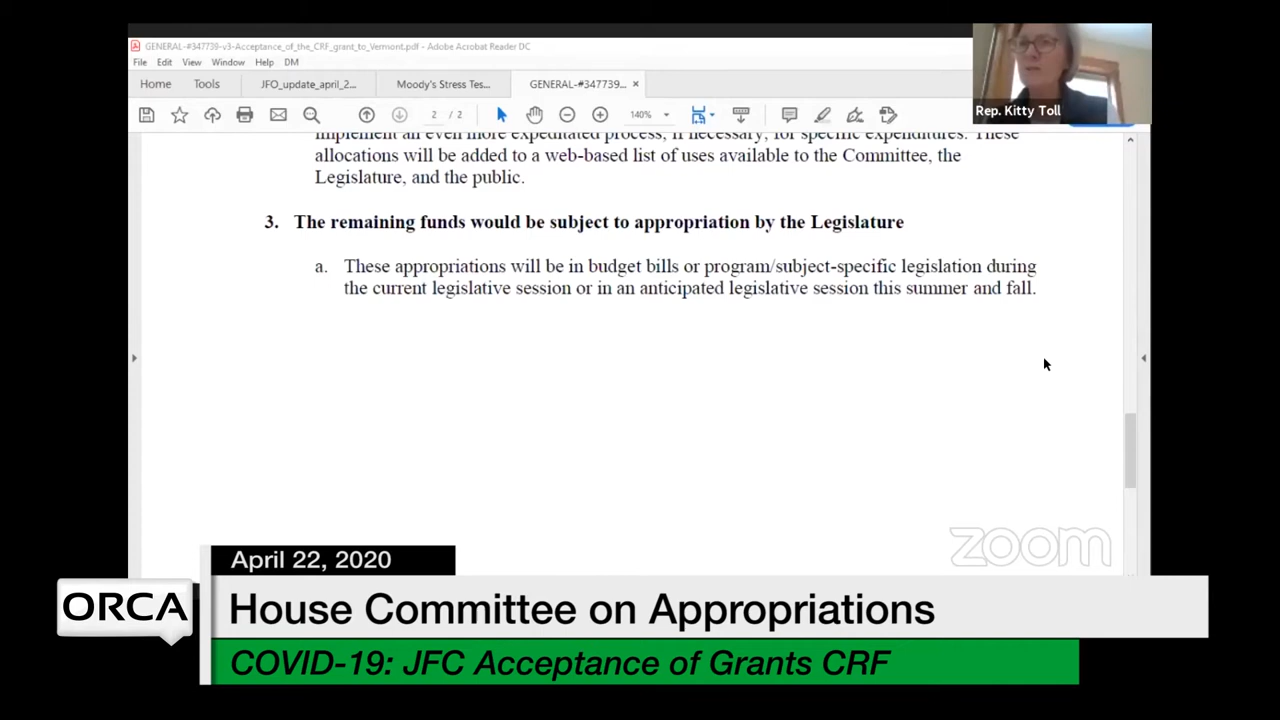 GENERAL-#347739-v3-Acceptance_of_the_CRF_grant_to_Vermont.pdf - Adobe Acrobat Reader DC
File Edit View Window Help DM
Home Tools JFO_update_april_2... Moody's Stress Tes... GENERAL-#347739... ×
2 / 2 140%
Rep. Kitty Toll
implement an even more expedited process, if necessary, for specific expenditures. These
allocations will be added to a web-based list of uses available to the Committee, the
Legislature, and the public.
3. The remaining funds would be subject to appropriation by the Legislature
a. These appropriations will be in budget bills or program/subject-specific legislation during
the current legislative session or in an anticipated legislative session this summer and fall.
zoom
April 22, 2020
ORCA
House Committee on Appropriations
COVID-19: JFC Acceptance of Grants CRF